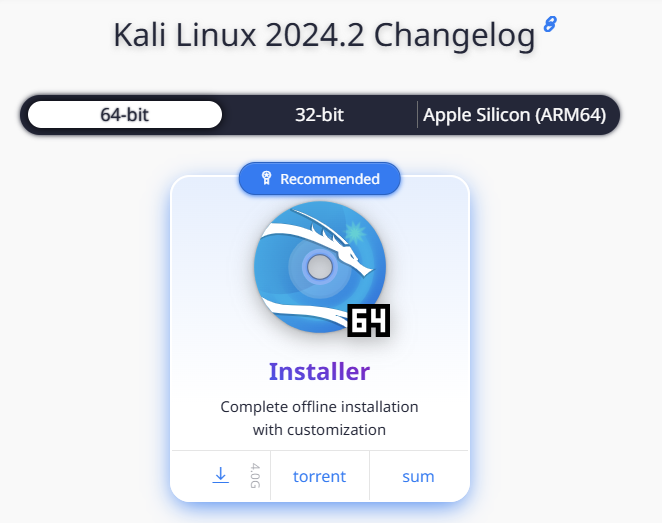 Kali Linux 2024.2 Changelog
64-bit
32-bit
Apple Silicon (ARM64)
Recommended
64
Installer
Complete offline installation
with customization
4.0G
torrent
sum